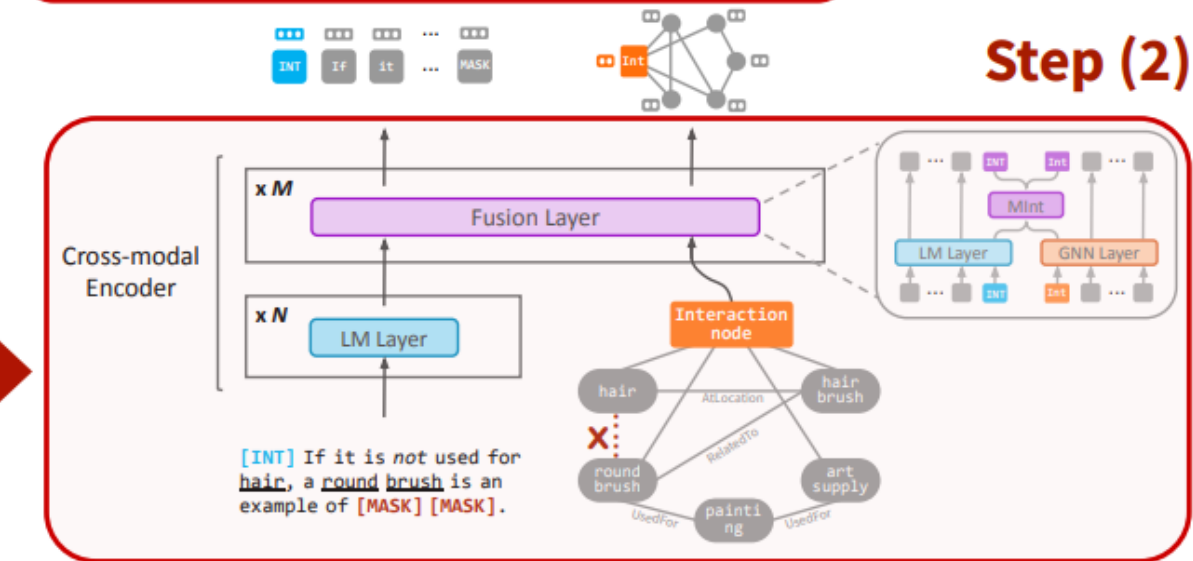 Step (2)
INT If it ... MASK
Int
Cross-modal
Encoder
x M
Fusion Layer
x N
LM Layer
[INT] If it is not used for
hair, a round brush is an
example of [MASK] [MASK].
Interaction
node
hair
AtLocation
hair
brush
X
RelatedTo
round
brush
art
supply
UsedFor
painti
ng
UsedFor
... INT Int ...
MInt
LM Layer GNN Layer
... INT Int ...